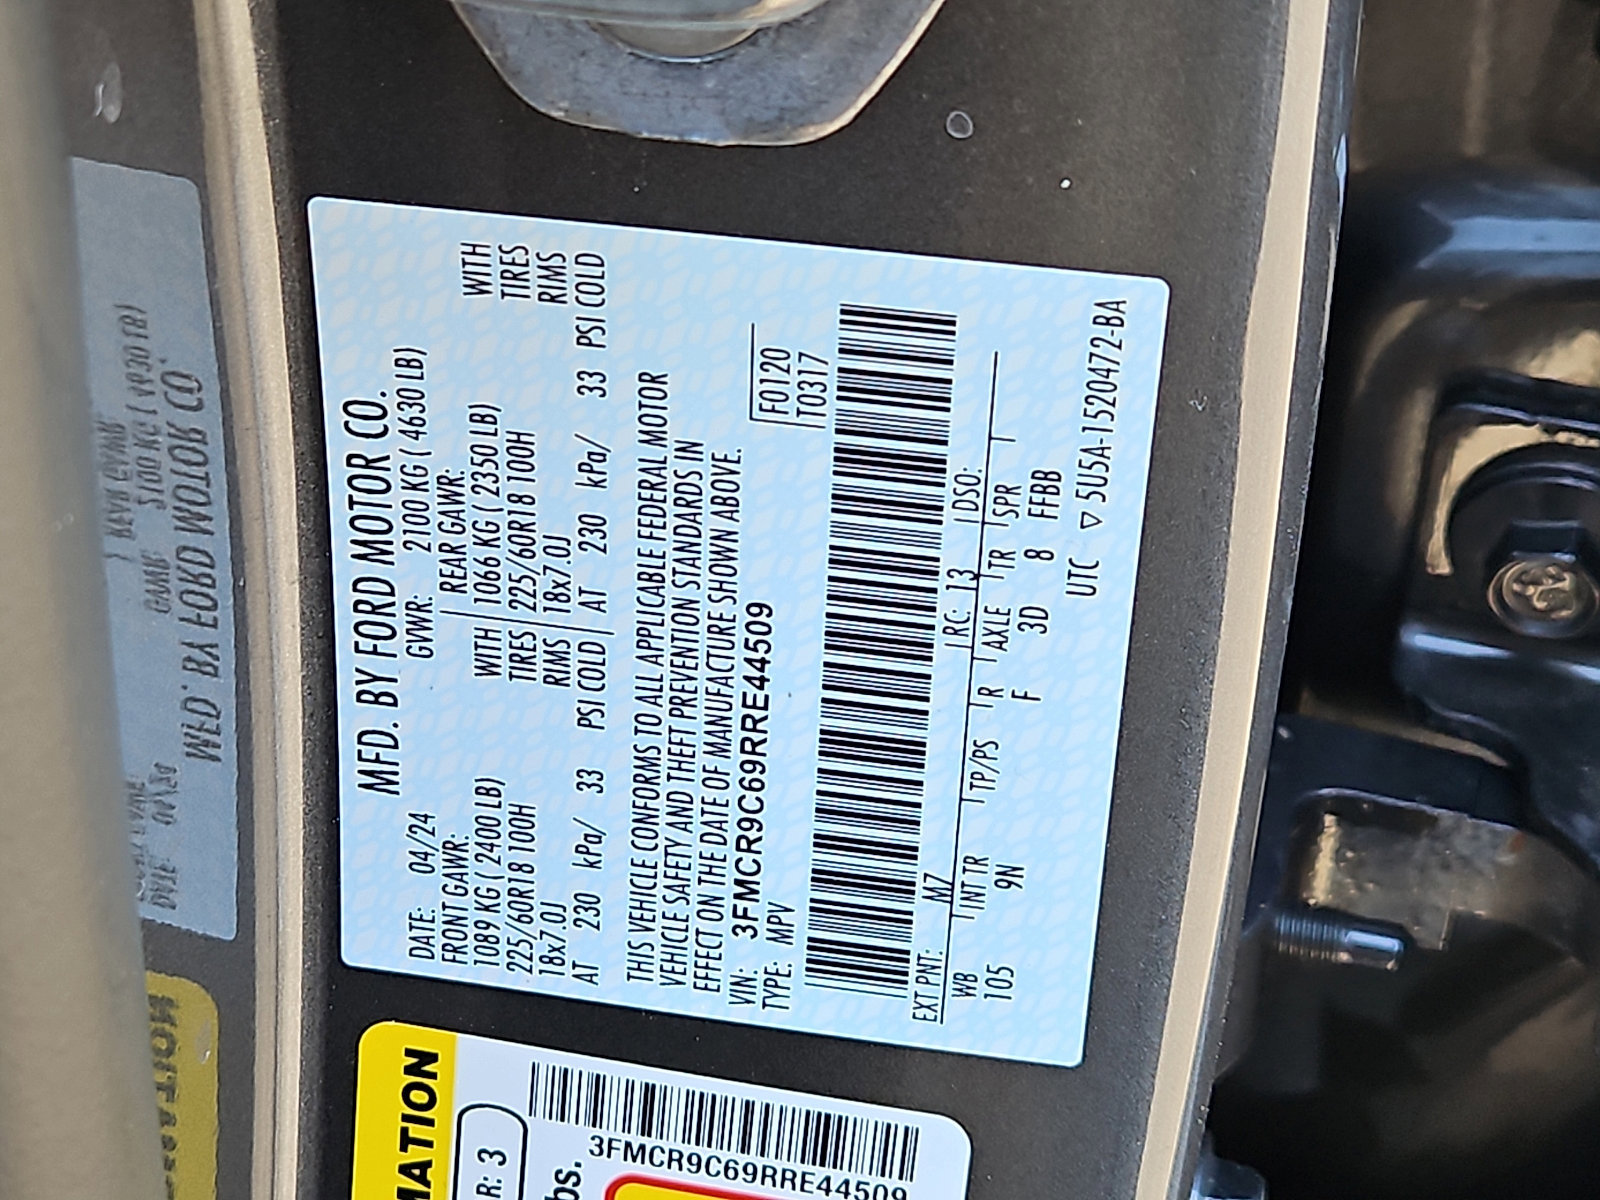 MFD. BY FORD MOTOR CO.
DATE: 04/24 GVWR: 2100 KG ( 4630 LB)
FRONT GAWR: REAR GAWR:
1089 KG ( 2400 LB) WITH 1066 KG ( 2350 LB) WITH
225/60R18 100H TIRES 225/60R18 100H TIRES
18x7.0J RIMS 18x7.0J RIMS
AT 230 kPa/ 33 PSI COLD AT 230 kPa/ 33 PSI COLD
THIS VEHICLE CONFORMS TO ALL APPLICABLE FEDERAL MOTOR
VEHICLE SAFETY AND THEFT PREVENTION STANDARDS IN
EFFECT ON THE DATE OF MANUFACTURE SHOWN ABOVE.
VIN: 3FMCR9C69RRE44509 F0120
TYPE: MPV T0317
EXT PNT: M7 RC: 13 DSO:
WB INT TR TP/PS R AXLE TR SPR
105 9N F 3D 8 FFBB
UTC ▽ 5U5A-1520472-BA
MATION
R: 3
bs.
3FMCR9C69RRE44509